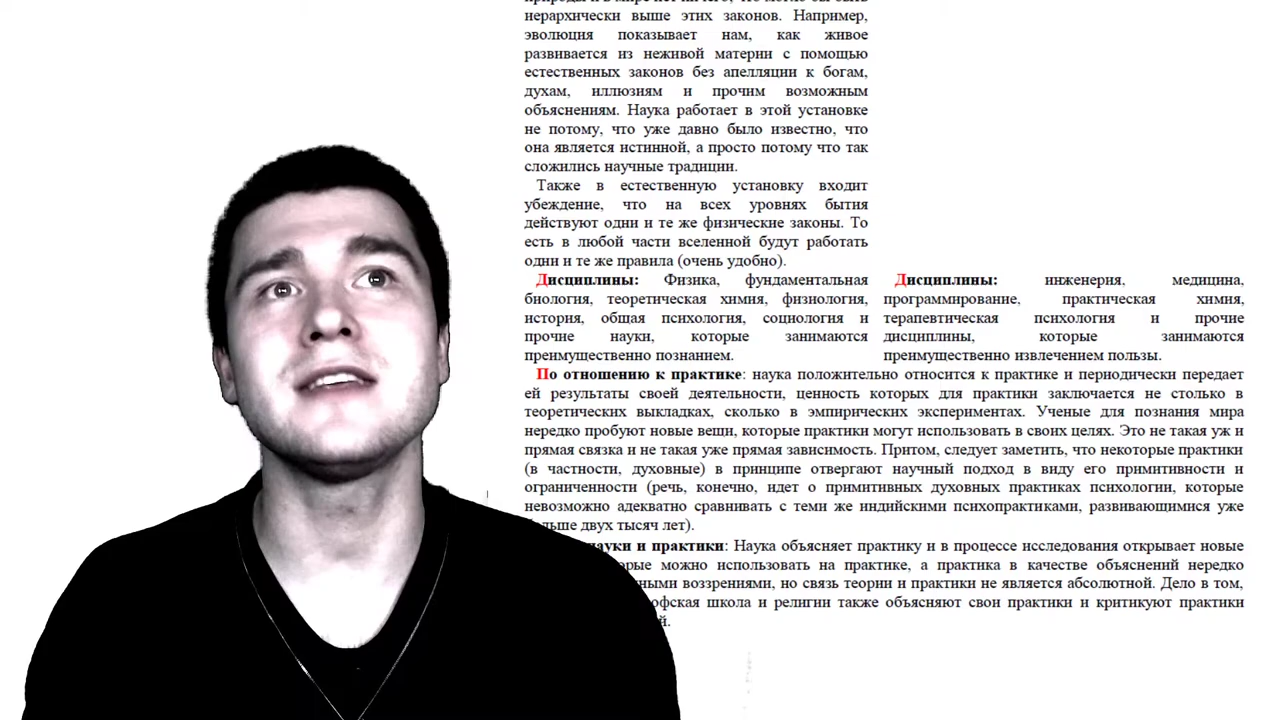 иерархически выше этих законов. Например,
эволюция показывает нам, как живое
развивается из неживой материи с помощью
естественных законов без апелляции к богам,
духам, иллюзиям и прочим возможным
объяснениям. Наука работает в этой установке
не потому, что уже давно было известно, что
она является истинной, а просто потому что так
сложились научные традиции.
Также в естественную установку входит
убеждение, что на всех уровнях бытия
действуют одни и те же физические законы. То
есть в любой части вселенной будут работать
одни и те же правила (очень удобно).
Дисциплины: Физика, фундаментальная
биология, теоретическая химия, физиология,
история, общая психология, социология и
прочие науки, которые занимаются
преимущественно познанием.
Дисциплины: инженерия, медицина,
программирование, практическая химия,
терапевтическая психология и прочие
дисциплины, которые занимаются
преимущественно извлечением пользы.
По отношению к практике: наука положительно относится к практике и периодически передает
ей результаты своей деятельности, ценность которых для практики заключается не столько в
теоретических выкладках, сколько в эмпирических экспериментах. Ученые для познания мира
нередко пробуют новые вещи, которые практики могут использовать в своих целях. Это не такая уж и
прямая связка и не такая уже прямая зависимость. Притом, следует заметить, что некоторые практики
(в частности, духовные) в принципе отвергают научный подход в виду его примитивности и
ограниченности (речь, конечно, идет о примитивных духовных практиках психологии, которые
невозможно адекватно сравнивать с теми же индийскими психопрактиками, развивающимися уже
больше двух тысяч лет).
науки и практики: Наука объясняет практику и в процессе исследования открывает новые
которые можно использовать на практике, а практика в качестве объяснений нередко
воззрениями, но связь теории и практики не является абсолютной. Дело в том,
школа и религии также объясняют свои практики и критикуют практики